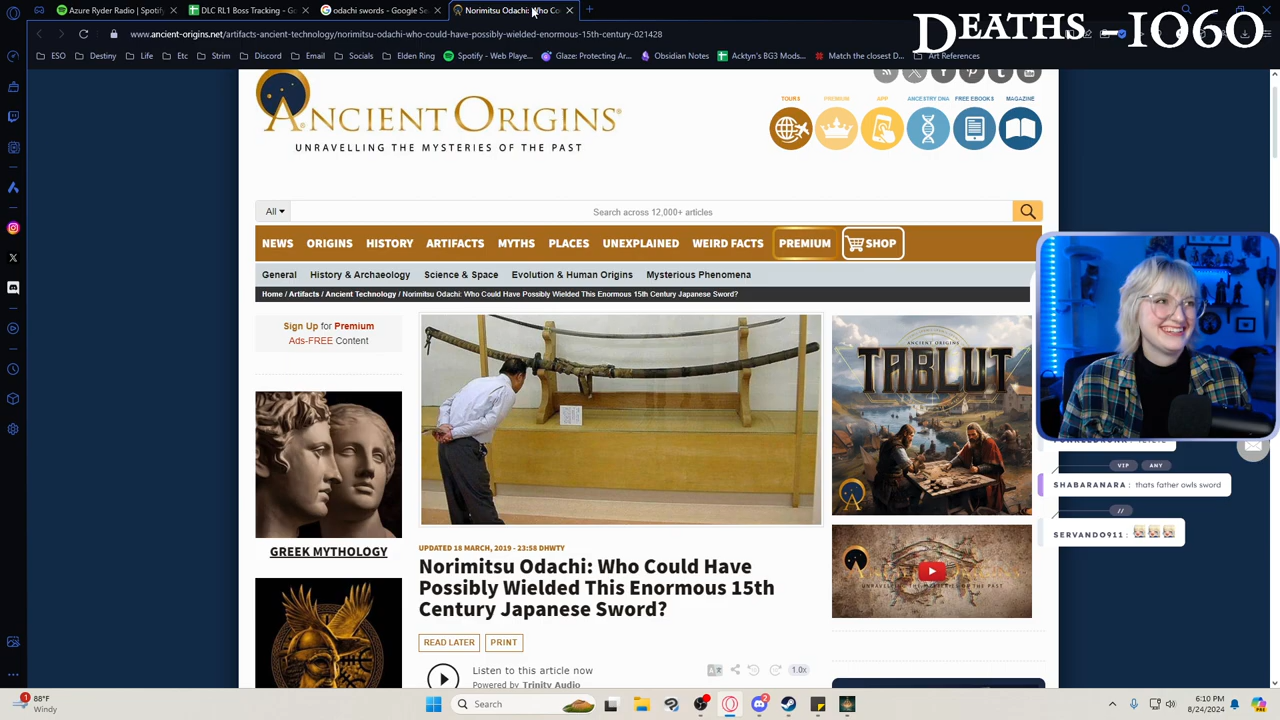 Azure Ryder Radio | Spotify
DLC RL1 Boss Tracking - G
odachi swords - Google Se
Norimitsu Odachi: Who Co
DEATHS 1060
www.ancient-origins.net/artifacts-ancient-technology/norimitsu-odachi-who-could-have-possibly-wielded-enormous-15th-century-021428
ESO
Destiny
Life
Etc
Strim
Discord
Email
Socials
Elden Ring
Spotify - Web Playe...
Glaze: Protecting Ar...
Obsidian Notes
Acktyn's BG3 Mods...
Match the closest D...
Art References
ANCIENT ORIGINS®
UNRAVELLING THE MYSTERIES OF THE PAST
TOURS
PREMIUM
APP
ANCESTRY DNA
FREE EBOOKS
MAGAZINE
All
Search across 12,000+ articles
NEWS
ORIGINS
HISTORY
ARTIFACTS
MYTHS
PLACES
UNEXPLAINED
WEIRD FACTS
PREMIUM
SHOP
General
History & Archaeology
Science & Space
Evolution & Human Origins
Mysterious Phenomena
Home / Artifacts / Ancient Technology / Norimitsu Odachi: Who Could Have Possibly Wielded This Enormous 15th Century Japanese Sword?
Sign Up for Premium
Ads-FREE Content
GREEK MYTHOLOGY
ANCIENT ORIGINS
TABLUT
UPDATED 18 MARCH, 2019 - 23:58 DHWTY
Norimitsu Odachi: Who Could Have
Possibly Wielded This Enormous 15th
Century Japanese Sword?
READ LATER
PRINT
Listen to this article now
Powered by Trinity Audio
1.0x
VIP
ANY
SHABARANARA : thats father owls sword
//
SERVANDO911 :
1
88°F
Windy
Search
2
6:10 PM
8/24/2024